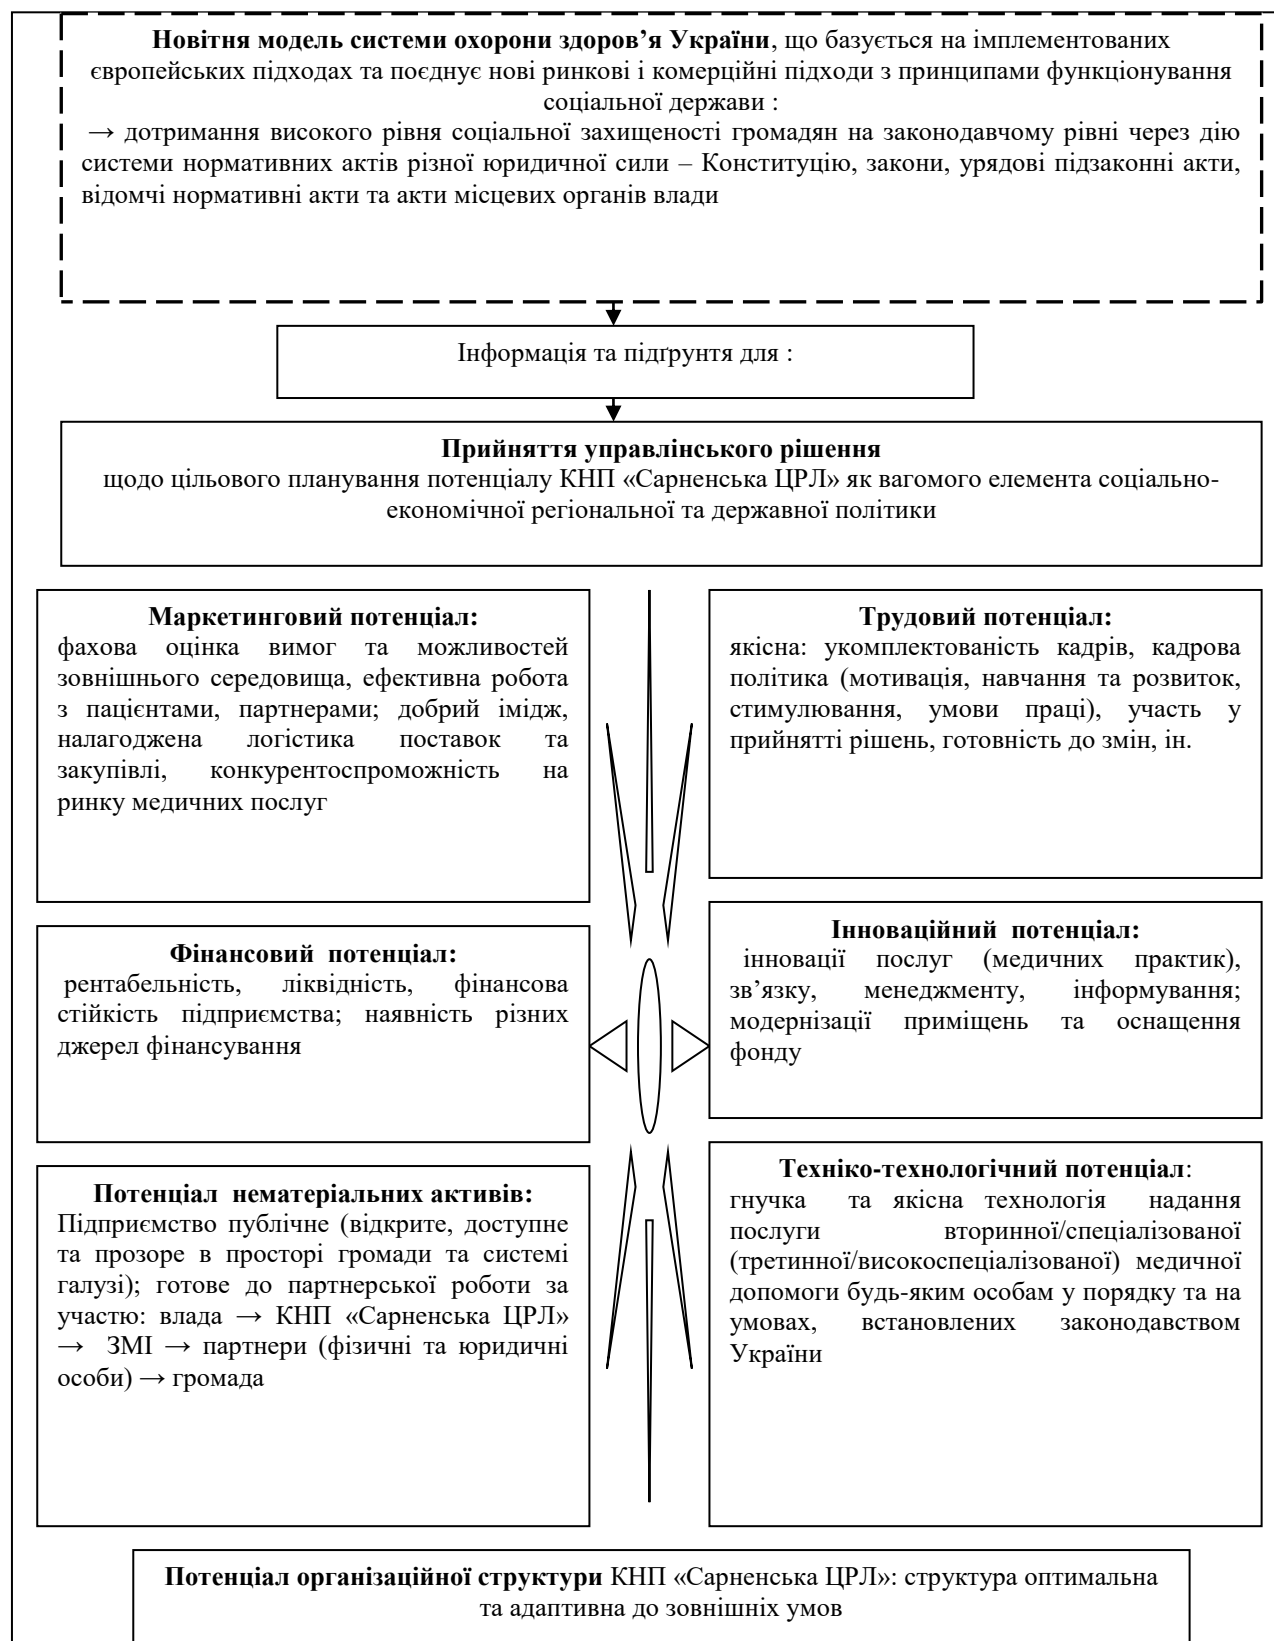 Новітня модель системи охорони здоров’я України, що базується на імплементованих
європейських підходах та поєднує нові ринкові і комерційні підходи з принципами функціонування
соціальної держави :
→ дотримання високого рівня соціальної захищеності громадян на законодавчому рівні через дію
системи нормативних актів різної юридичної сили – Конституцію, закони, урядові підзаконні акти,
відомчі нормативні акти та акти місцевих органів влади
Інформація та підґрунтя для :
Прийняття управлінського рішення
щодо цільового планування потенціалу КНП «Сарненська ЦРЛ» як вагомого елемента соціально-
економічної регіональної та державної політики
Маркетинговий потенціал:
фахова оцінка вимог та можливостей
зовнішнього середовища, ефективна робота
з пацієнтами, партнерами; добрий імідж,
налагоджена логістика поставок та
закупівлі, конкурентоспроможність на
ринку медичних послуг
Трудовий потенціал:
якісна: укомплектованість кадрів, кадрова
політика (мотивація, навчання та розвиток,
стимулювання, умови праці), участь у
прийнятті рішень, готовність до змін, ін.
Фінансовий потенціал:
рентабельність, ліквідність, фінансова
стійкість підприємства; наявність різних
джерел фінансування
Інноваційний потенціал:
інновації послуг (медичних практик),
зв’язку, менеджменту, інформування;
модернізації приміщень та оснащення
фонду
Потенціал нематеріальних активів:
Підприємство публічне (відкрите, доступне
та прозоре в просторі громади та системі
галузі); готове до партнерської роботи за
участю: влада → КНП «Сарненська ЦРЛ»
→ ЗМІ → партнери (фізичні та юридичні
особи) → громада
Техніко-технологічний потенціал:
гнучка та якісна технологія надання
послуги вторинної/спеціалізованої
(третинної/високоспеціалізованої) медичної
допомоги будь-яким особам у порядку та на
умовах, встановлених законодавством
України
Потенціал організаційної структури КНП «Сарненська ЦРЛ»: структура оптимальна
та адаптивна до зовнішніх умов